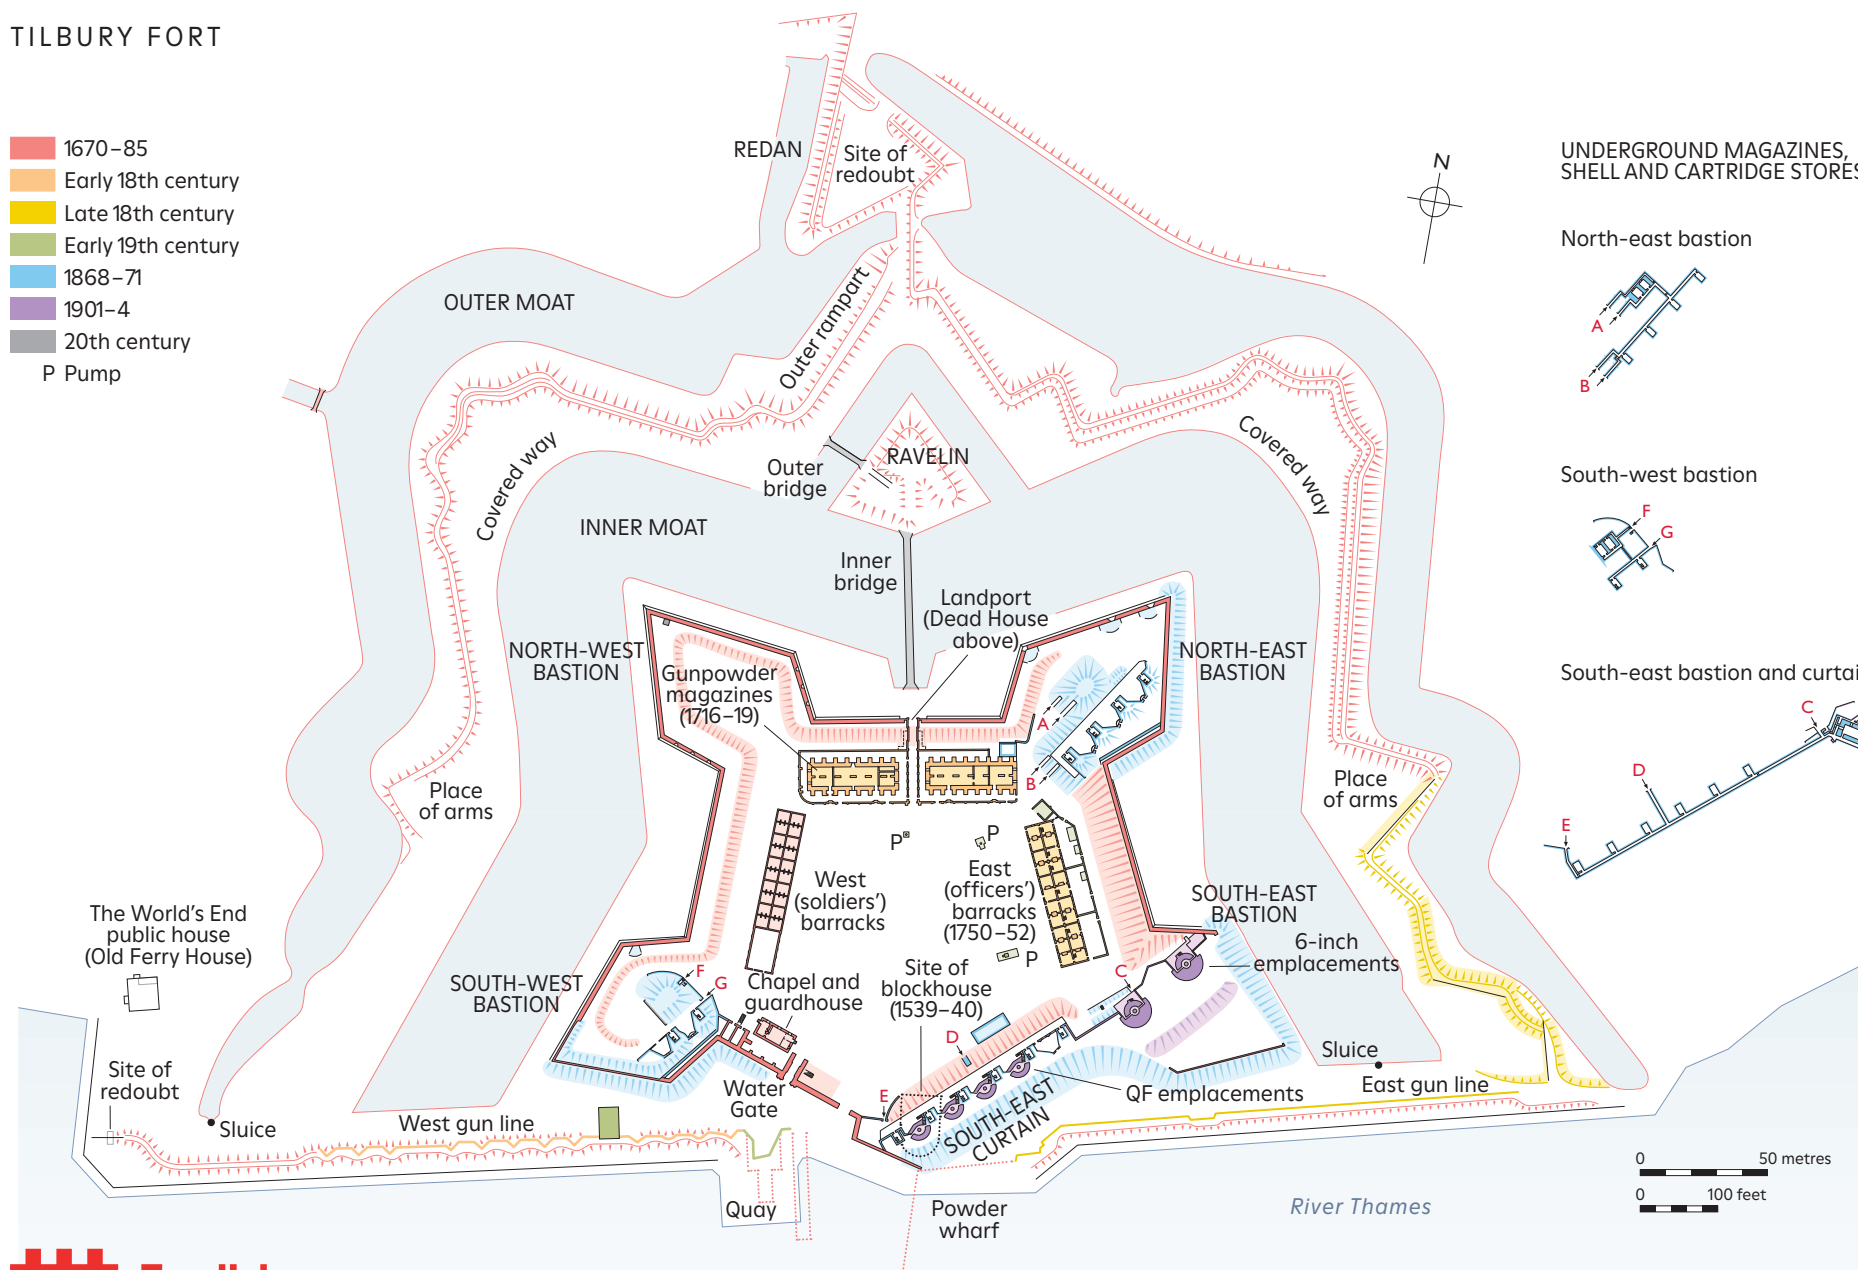 TILBURY FORT
1670–85
Early 18th century
Late 18th century
Early 19th century
1868–71
1901–4
20th century
P Pump
REDAN
Site of
redoubt
N
UNDERGROUND MAGAZINES,
SHELL AND CARTRIDGE STORES
North-east bastion
A
B
South-west bastion
F
G
South-east bastion and curtai
C
D
E
OUTER MOAT
Outer rampart
Covered way
Outer
bridge
RAVELIN
Covered way
INNER MOAT
Inner
bridge
Landport
(Dead House
above)
NORTH-WEST
BASTION
Gunpowder
magazines
(1716–19)
NORTH-EAST
BASTION
A
B
Place
of arms
Place
of arms
P
P
West
(soldiers’)
barracks
East
(officers’)
barracks
(1750–52)
P
SOUTH-EAST
BASTION
6-inch
emplacements
The World’s End
public house
(Old Ferry House)
SOUTH-WEST
BASTION
F
G
Chapel and
guardhouse
Site of
blockhouse
(1539–40)
C
D
E
Site of
redoubt
Sluice
West gun line
Water
Gate
SOUTH-EAST
CURTAIN
QF emplacements
Sluice
East gun line
Quay
Powder
wharf
River Thames
0 50 metres
0 100 feet